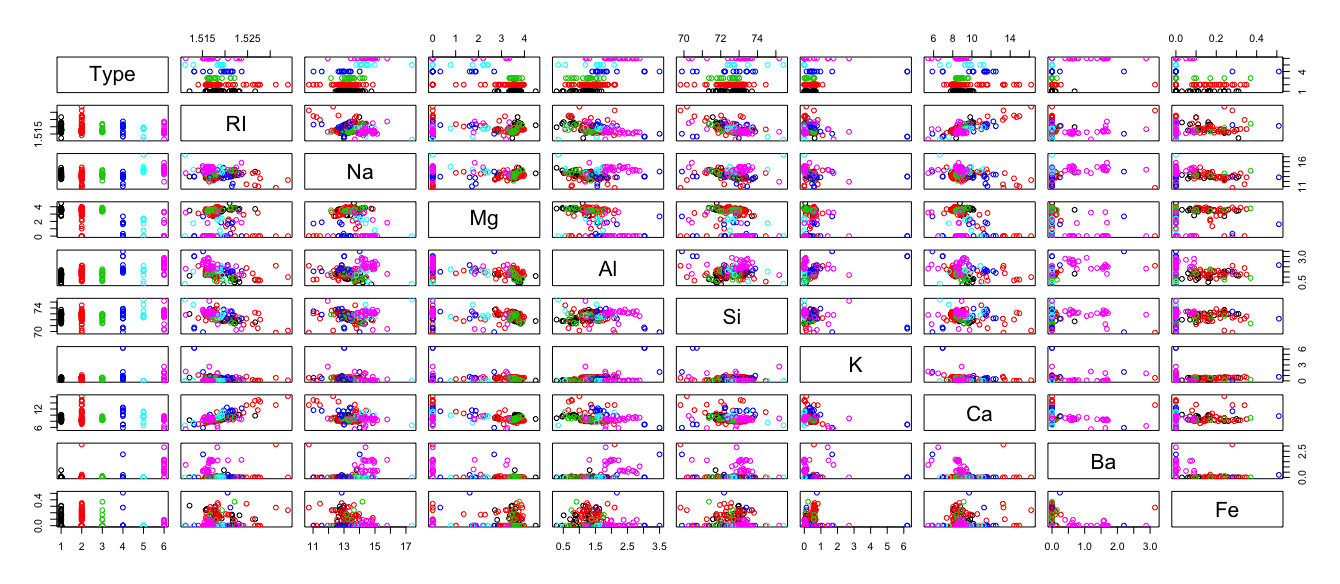 1.515 1.525
0 1 2 3 4
70 72 74
6 8 10 14
0.0 0.2 0.4
Type
1 4
RI
1.515
Na
11 16
Mg
0 2 4
Al
0.5 3.0
Si
70 74
K
0 3 6
Ca
6 12
Ba
0.0 2.5
Fe
0.0 0.4
1 2 3 4 5 6
11 13 15 17
0.5 1.5 2.5 3.5
0 1 2 3 4 5 6
0.0 1.0 2.0 3.0